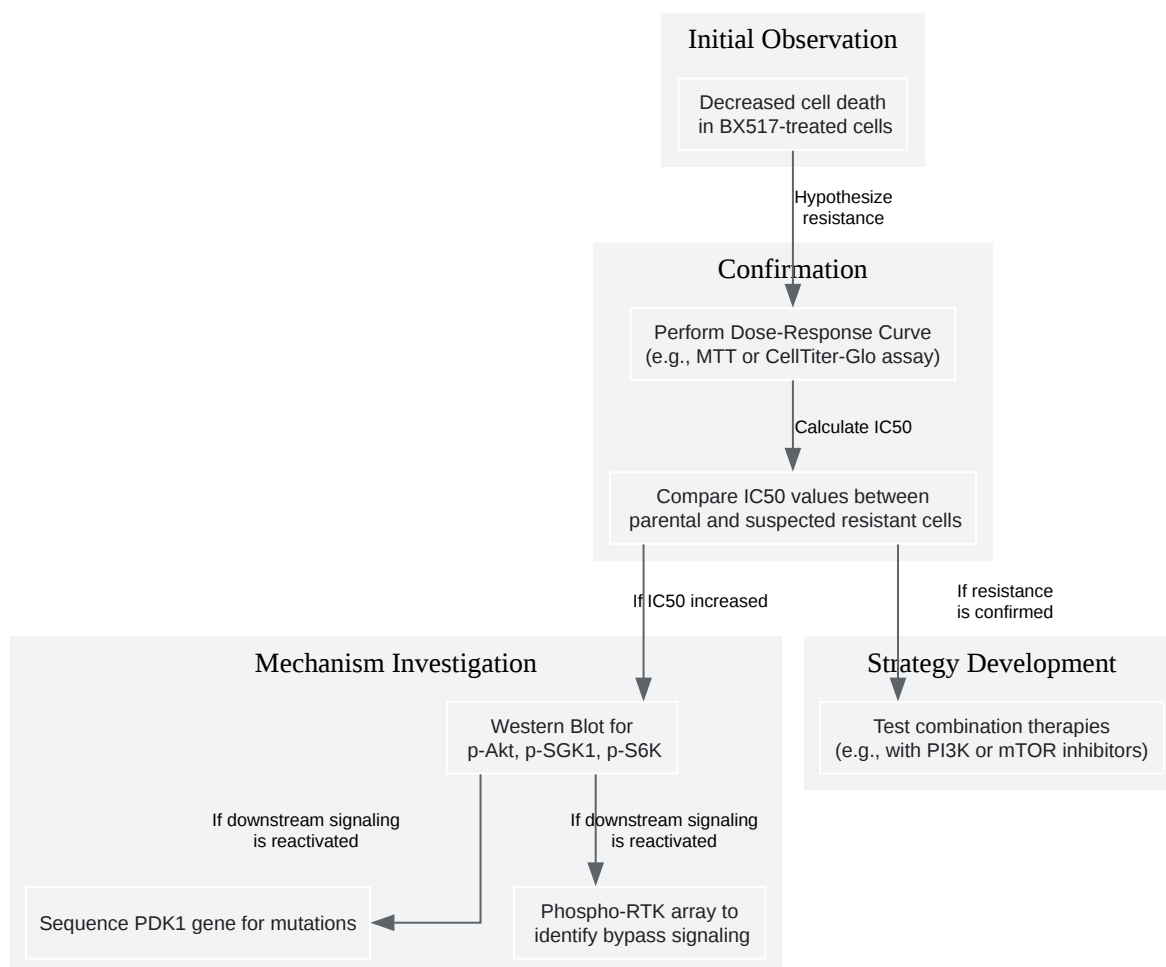 Initial Observation
Decreased cell death
in BX517-treated cells
Hypothesize
resistance
Confirmation
Perform Dose-Response Curve
(e.g., MTT or CellTiter-Glo assay)
Calculate IC50
Compare IC50 values between
parental and suspected resistant cells
If IC50 increased
If resistance
is confirmed
Mechanism Investigation
Strategy Development
Western Blot for
p-Akt, p-SGK1, p-S6K
Test combination therapies
(e.g., with PI3K or mTOR inhibitors)
If downstream signaling
is reactivated
If downstream signaling
is reactivated
Sequence PDK1 gene for mutations
Phospho-RTK array to
identify bypass signaling